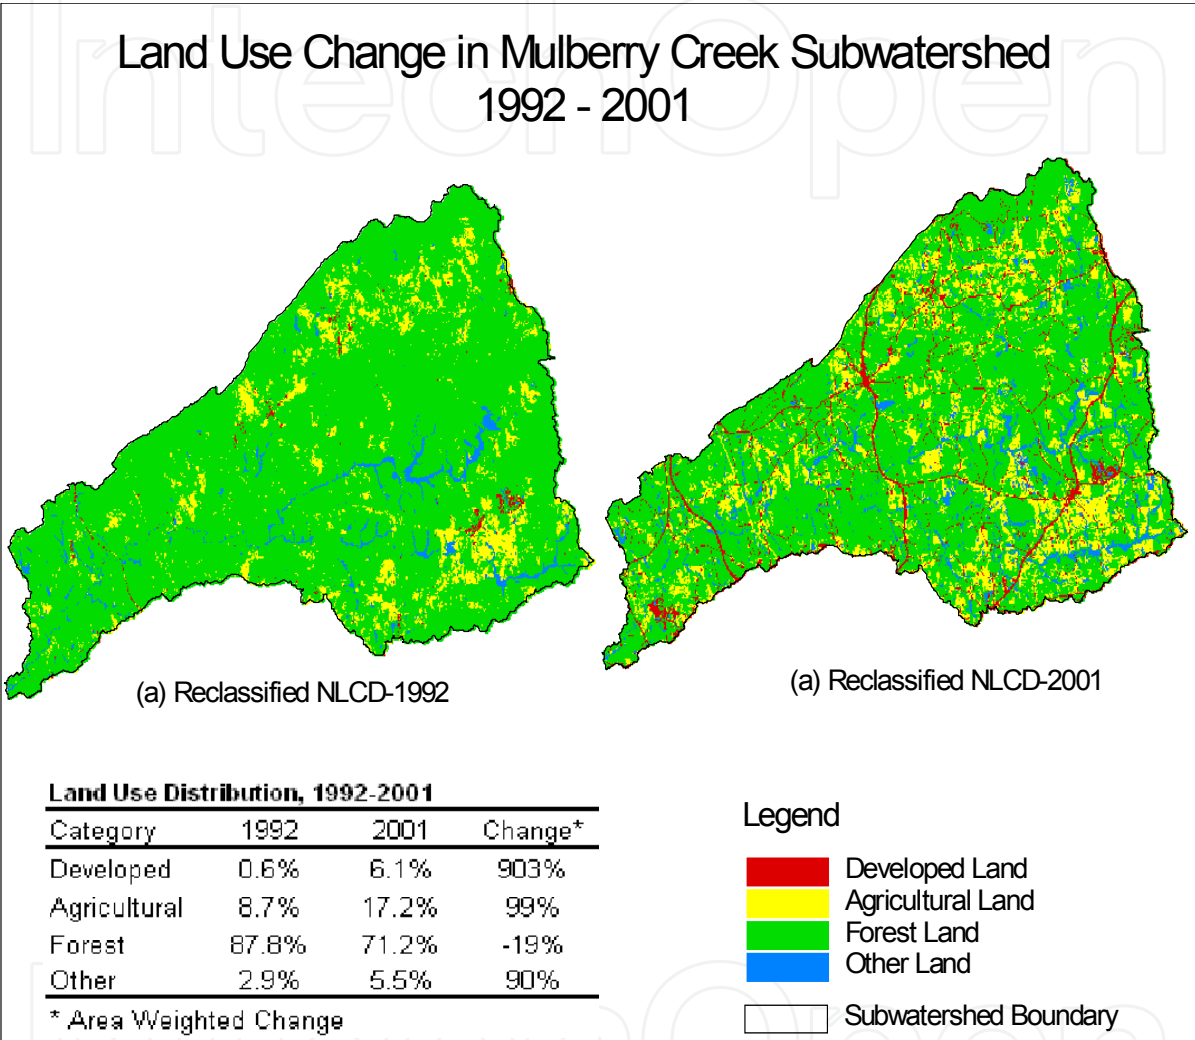 IntechOpen
Land Use Change in Mulberry Creek Subwatershed
1992 - 2001
(a) Reclassified NLCD-1992
(a) Reclassified NLCD-2001
Land Use Distribution, 1992-2001
Category 1992 2001 Change*
Developed 0.6% 6.1% 903%
Agricultural 8.7% 17.2% 99%
Forest 87.8% 71.2% -19%
Other 2.9% 5.5% 90%
* Area Weighted Change
Legend
Developed Land
Agricultural Land
Forest Land
Other Land
Subwatershed Boundary